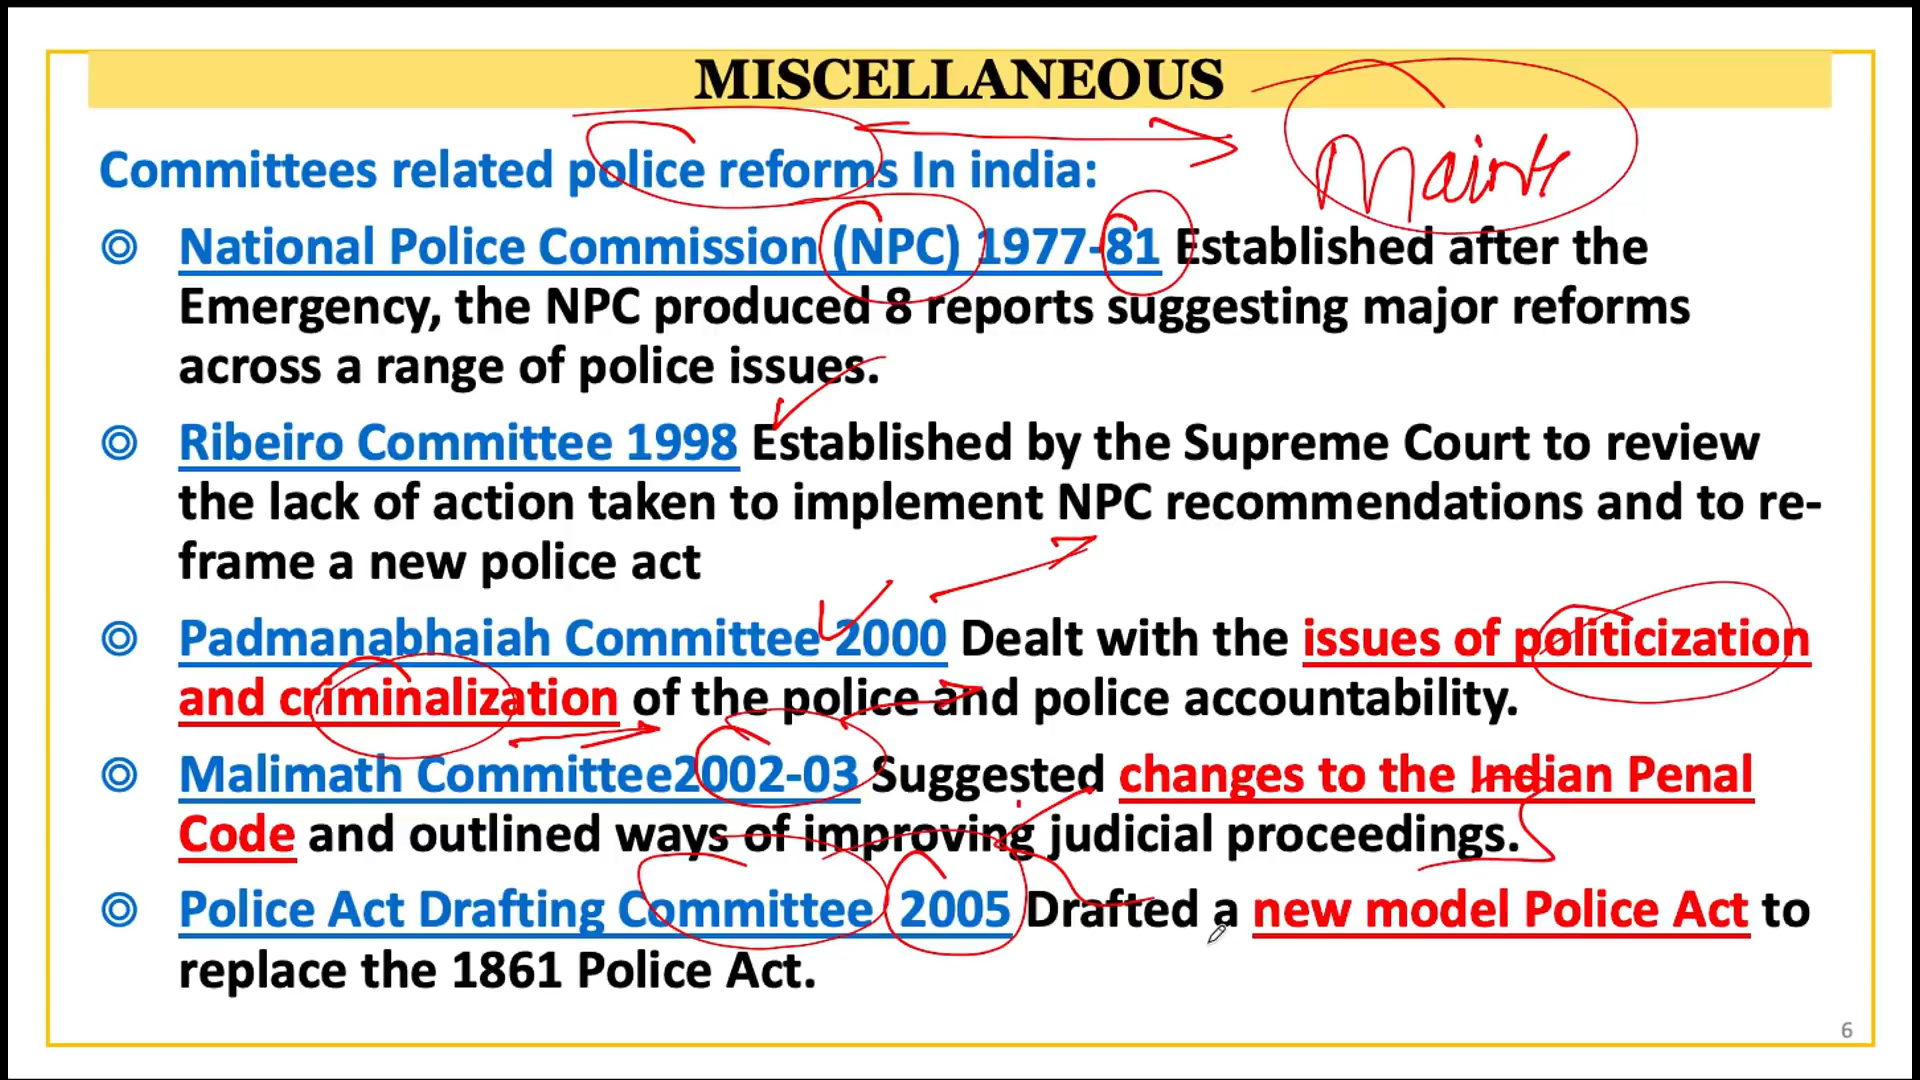 MISCELLANEOUS
Committees related police reforms In india:
Mains
◎ National Police Commission (NPC) 1977-81 Established after the
Emergency, the NPC produced 8 reports suggesting major reforms
across a range of police issues.
◎ Ribeiro Committee 1998 Established by the Supreme Court to review
the lack of action taken to implement NPC recommendations and to re-
frame a new police act
◎ Padmanabhaiah Committee 2000 Dealt with the issues of politicization
and criminalization of the police and police accountability.
◎ Malimath Committee2002-03 Suggested changes to the Indian Penal
Code and outlined ways of improving judicial proceedings.
◎ Police Act Drafting Committee 2005 Drafted a new model Police Act to
replace the 1861 Police Act.
6